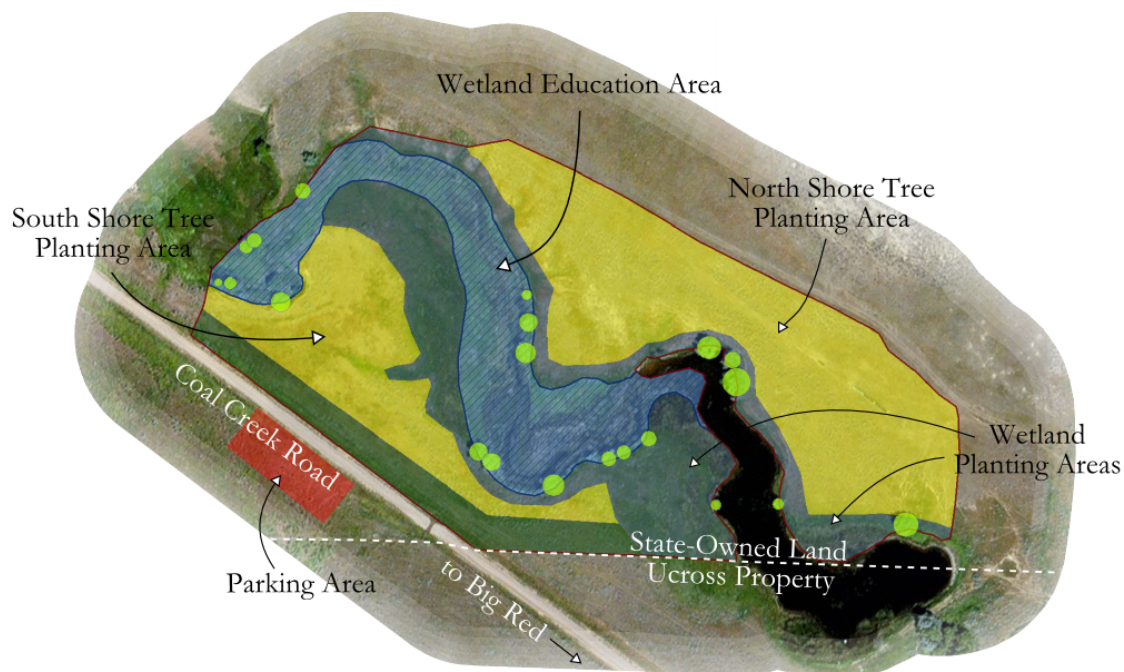 Wetland Education Area
North Shore Tree
Planting Area
South Shore Tree
Planting Area
Coal Creek Road
Wetland
Planting Areas
State-Owned Land
Ucross Property
Parking Area
to Big Red